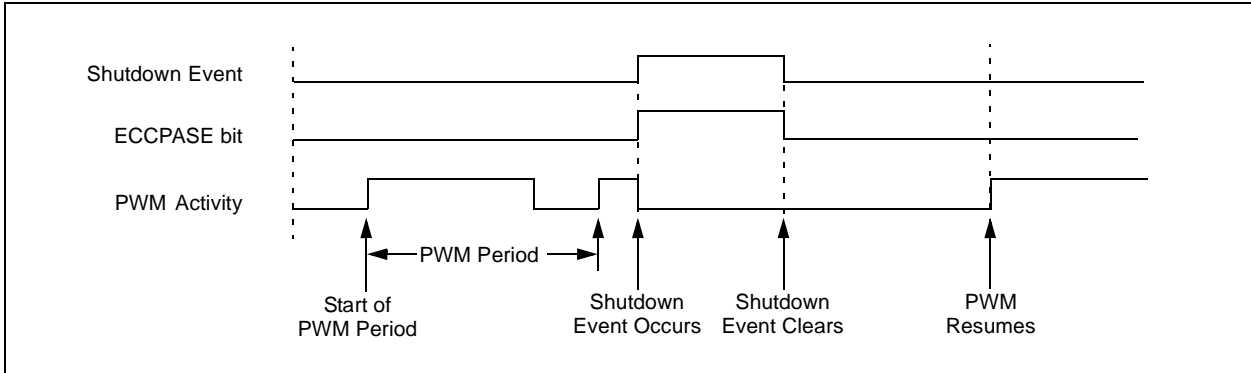 Shutdown Event
ECCPASE bit
PWM Activity
PWM Period
Start of
PWM Period
Shutdown
Event Occurs
Shutdown
Event Clears
PWM
Resumes